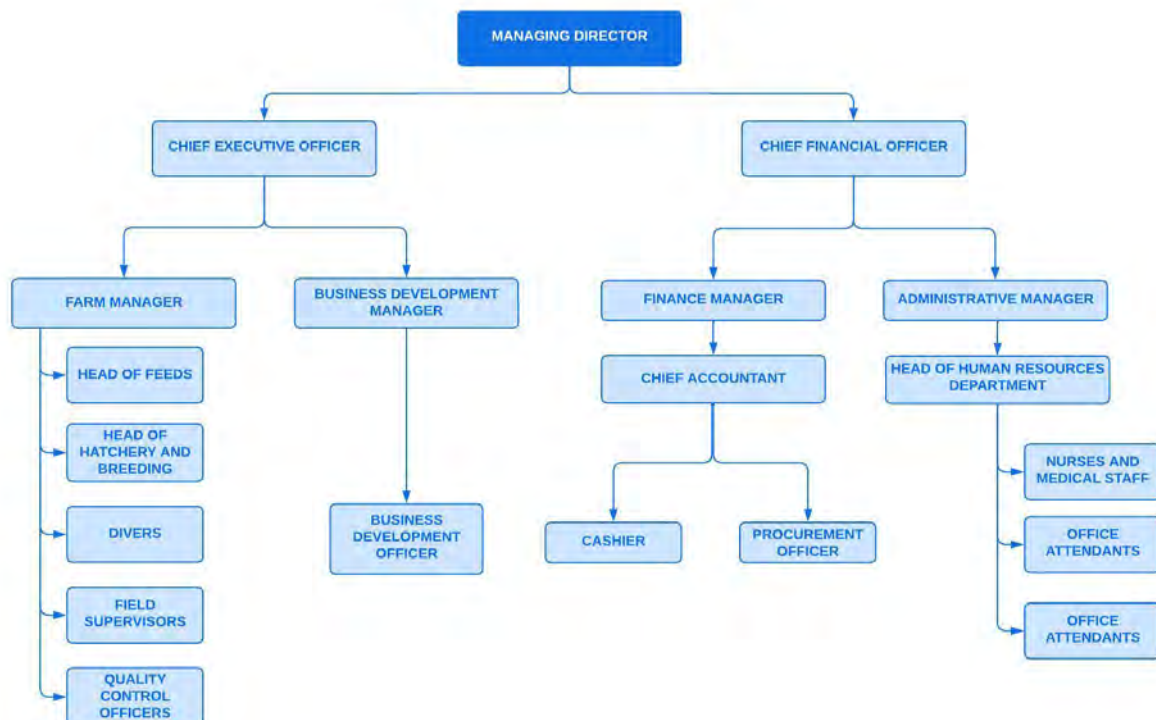 MANAGING DIRECTOR
CHIEF EXECUTIVE OFFICER
CHIEF FINANCIAL OFFICER
FARM MANAGER
BUSINESS DEVELOPMENT
MANAGER
FINANCE MANAGER
ADMINISTRATIVE MANAGER
HEAD OF FEEDS
HEAD OF
HATCHERY AND
BREEDING
DIVERS
FIELD
SUPERVISORS
QUALITY
CONTROL
OFFICERS
BUSINESS
DEVELOPMENT
OFFICER
CHIEF ACCOUNTANT
CASHIER
PROCUREMENT
OFFICER
HEAD OF HUMAN RESOURCES
DEPARTMENT
NURSES AND
MEDICAL STAFF
OFFICE
ATTENDANTS
OFFICE
ATTENDANTS